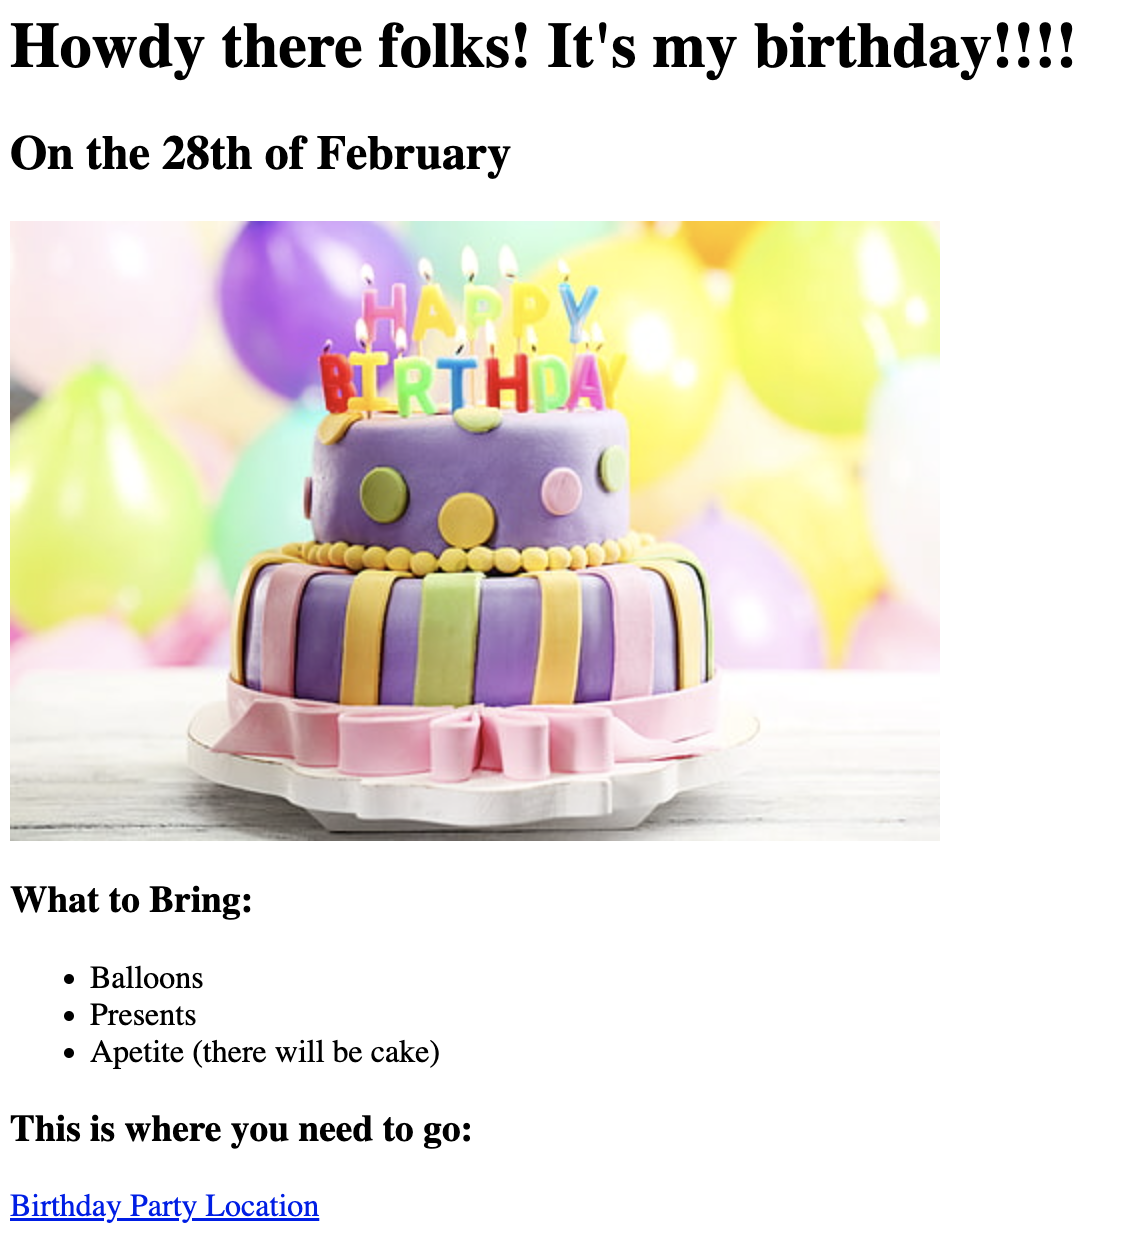 Howdy there folks! It's my birthday!!!!
On the 28th of February
HAPPY
BIRTHDAY
What to Bring:
Balloons
Presents
Apetite (there will be cake)
This is where you need to go:
Birthday Party Location